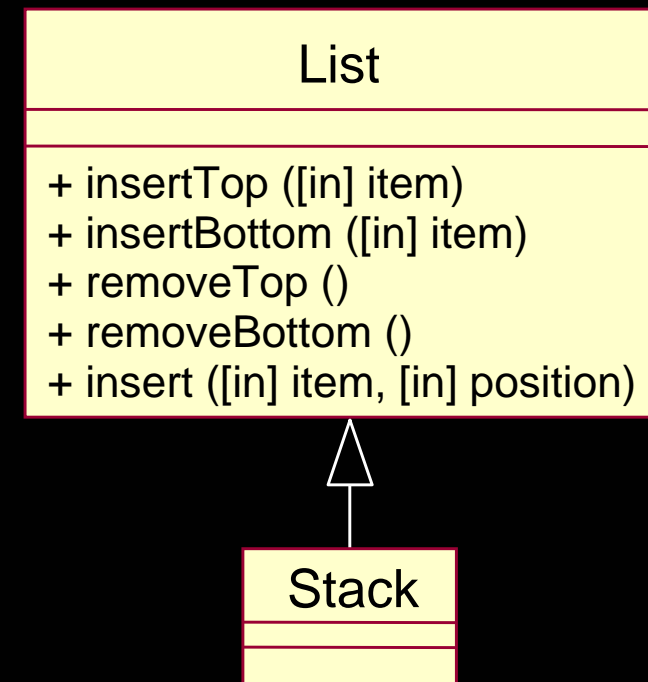 List
+ insertTop ([in] item)
+ insertBottom ([in] item)
+ removeTop ()
+ removeBottom ()
+ insert ([in] item, [in] position)
Stack